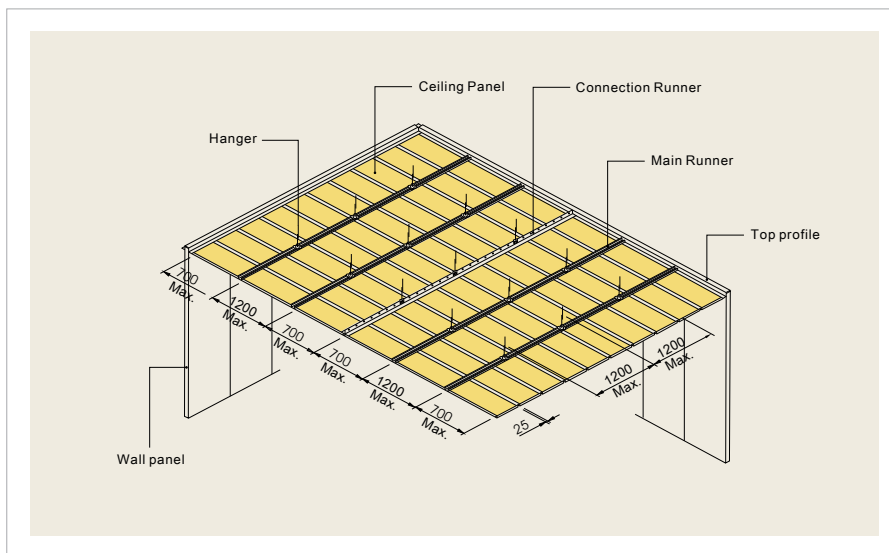 Ceiling Panel
Connection Runner
Hanger
Main Runner
Top profile
700
Max.
1200
Max.
700
Max.
700
Max.
1200
Max.
700
Max.
25
1200
Max.
1200
Max.
Wall panel